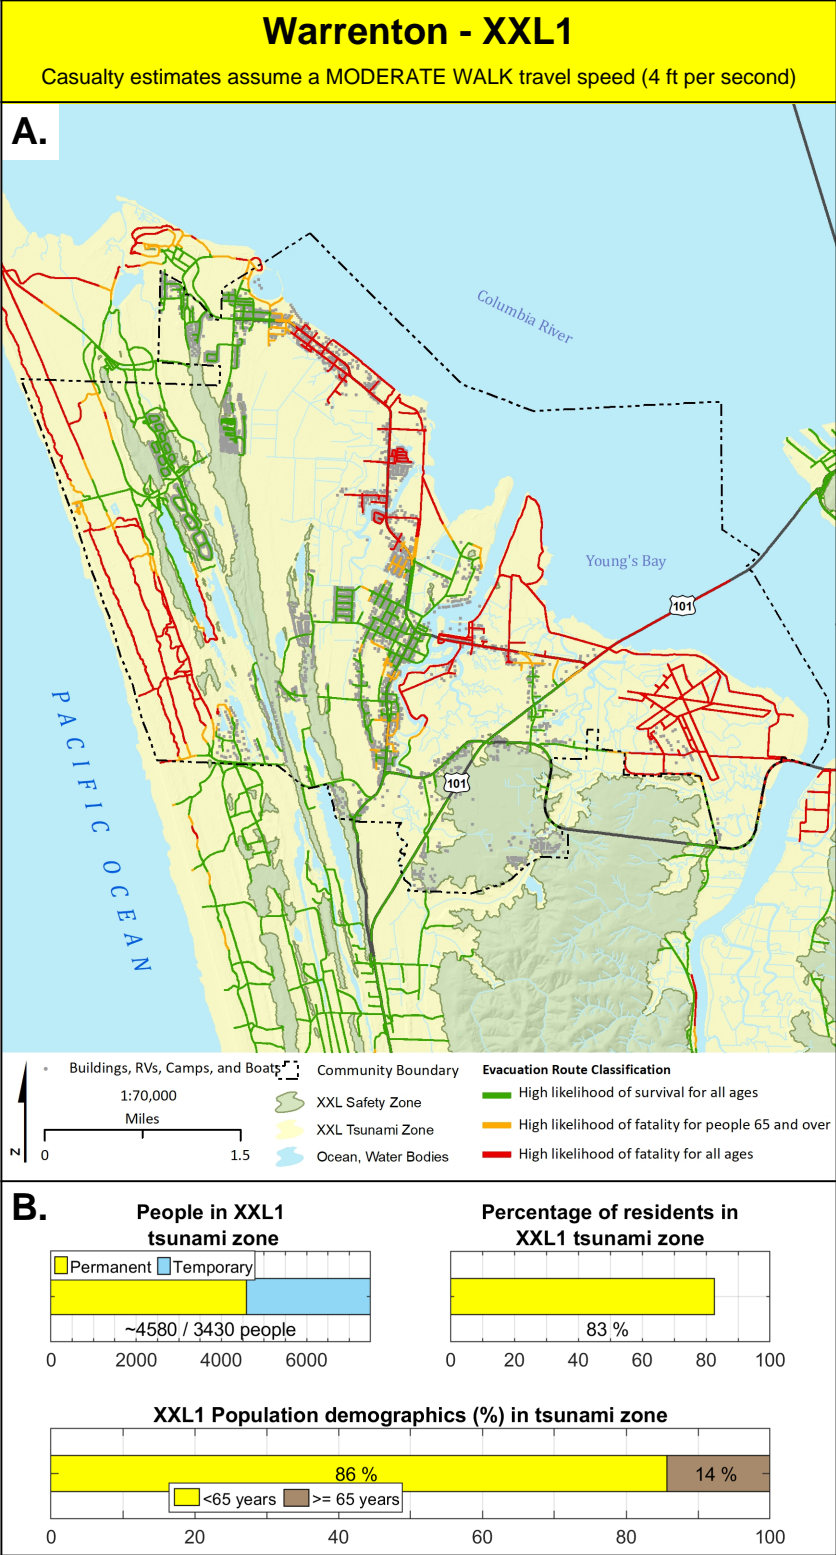 Warrenton - XXL1
Casualty estimates assume a MODERATE WALK travel speed (4 ft per second)
A.
Columbia River
Young's Bay
101
PACIFIC OCEAN
101
Buildings, RVs, Camps, and Boats
1:70,000
Miles
0 1.5
N
Community Boundary
XXL Safety Zone
XXL Tsunami Zone
Ocean, Water Bodies
Evacuation Route Classification
High likelihood of survival for all ages
High likelihood of fatality for people 65 and over
High likelihood of fatality for all ages
B.
People in XXL1
tsunami zone
Permanent Temporary
~4580 / 3430 people
0 2000 4000 6000
Percentage of residents in
XXL1 tsunami zone
83 %
0 20 40 60 80 100
XXL1 Population demographics (%) in tsunami zone
86 % 14 %
<65 years >= 65 years
0 20 40 60 80 100